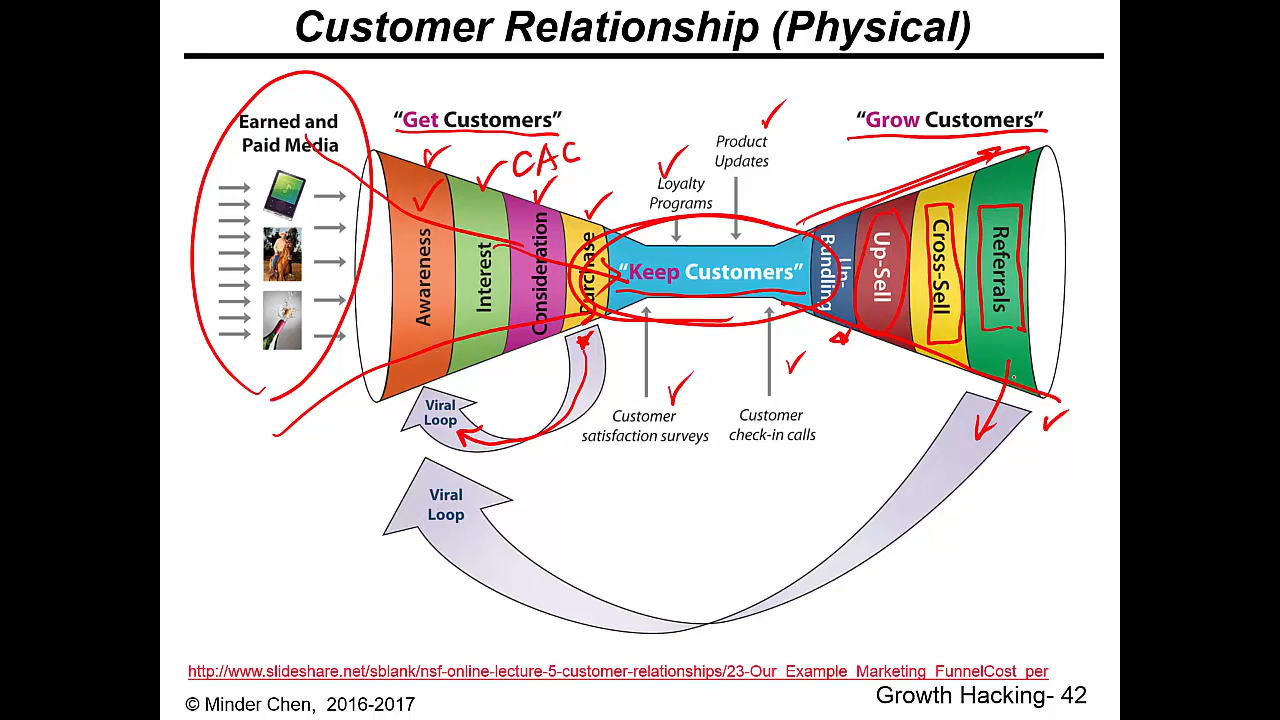 Customer Relationship (Physical)
Earned and
Paid Media
“Get Customers”
CAC
Awareness
Interest
Consideration
Purchase
Loyalty
Programs
Product
Updates
“Keep Customers”
Customer
satisfaction surveys
Customer
check-in calls
“Grow Customers”
Un-
Bundling
Up-Sell
Cross-Sell
Referrals
Viral
Loop
Viral
Loop
http://www.slideshare.net/sblank/nsf-online-lecture-5-customer-relationships/23-Our_Example_Marketing_FunnelCost_per
© Minder Chen, 2016-2017
Growth Hacking- 42